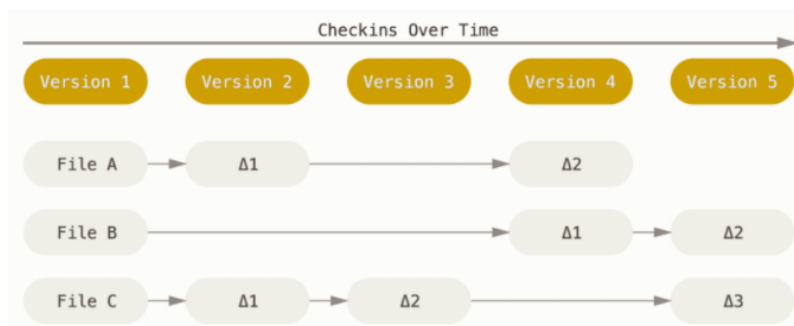 Checkins Over Time
Version 1 Version 2 Version 3 Version 4 Version 5
File A Δ1 Δ2
File B Δ1 Δ2
File C Δ1 Δ2 Δ3